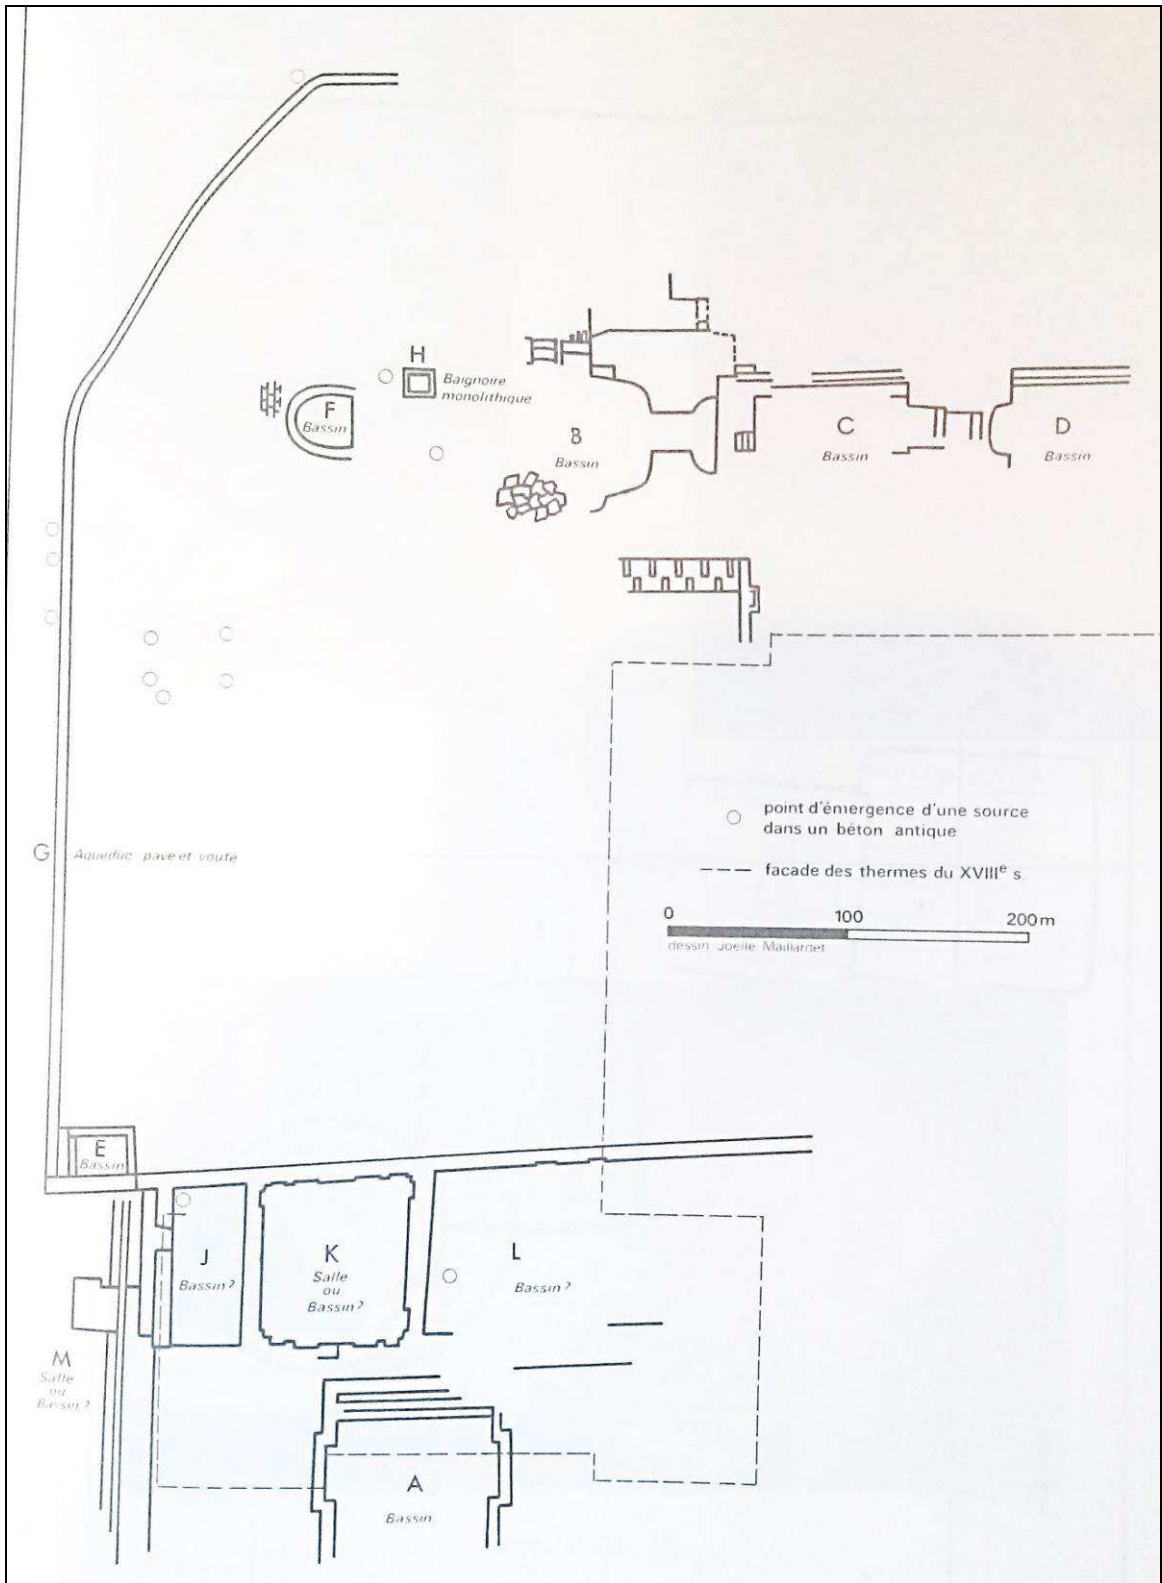 H
Baignoire
monolithique
F
Bassin
B
Bassin
C
Bassin
D
Bassin
point d'émergence d'une source
dans un béton antique
facade des thermes du XVIIIe s.
0 100 200m
dessin Joelle Maillardet
G Aqueduc pave et voute
E
Bassin
J
Bassin?
K
Salle
ou
Bassin?
L
Bassin?
M
Salle
ou
Bassin?
A
Bassin